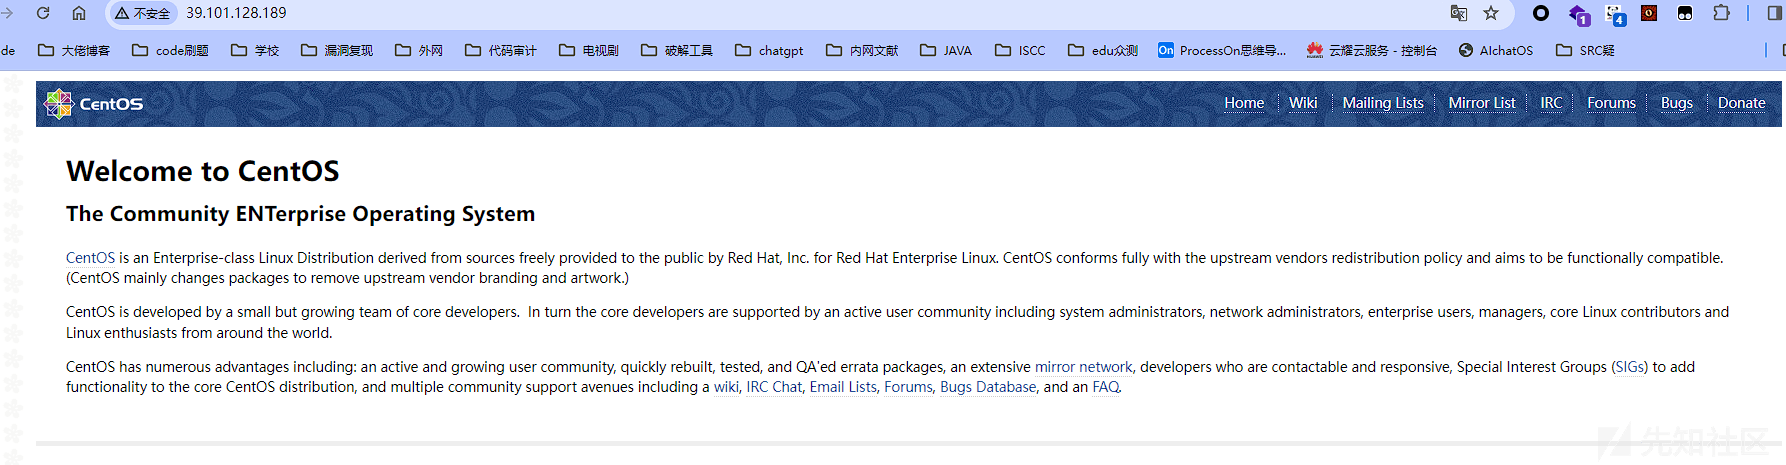 不安全 39.101.128.189
de 大佬博客 code刷题 学校 漏洞复现 外网 代码审计 电视剧 破解工具 chatgpt 内网文献 JAVA ISCC edu众测 On ProcessOn思维导... 云耀云服务 - 控制台 AIchatOS SRC疑
CentOS Home Wiki Mailing Lists Mirror List IRC Forums Bugs Donate
Welcome to CentOS
The Community ENTerprise Operating System
CentOS is an Enterprise-class Linux Distribution derived from sources freely provided to the public by Red Hat, Inc. for Red Hat Enterprise Linux. CentOS conforms fully with the upstream vendors redistribution policy and aims to be functionally compatible.
(CentOS mainly changes packages to remove upstream vendor branding and artwork.)
CentOS is developed by a small but growing team of core developers.  In turn the core developers are supported by an active user community including system administrators, network administrators, enterprise users, managers, core Linux contributors and
Linux enthusiasts from around the world.
CentOS has numerous advantages including: an active and growing user community, quickly rebuilt, tested, and QA'ed errata packages, an extensive mirror network, developers who are contactable and responsive, Special Interest Groups (SIGs) to add
functionality to the core CentOS distribution, and multiple community support avenues including a wiki, IRC Chat, Email Lists, Forums, Bugs Database, and an FAQ.
先知社区